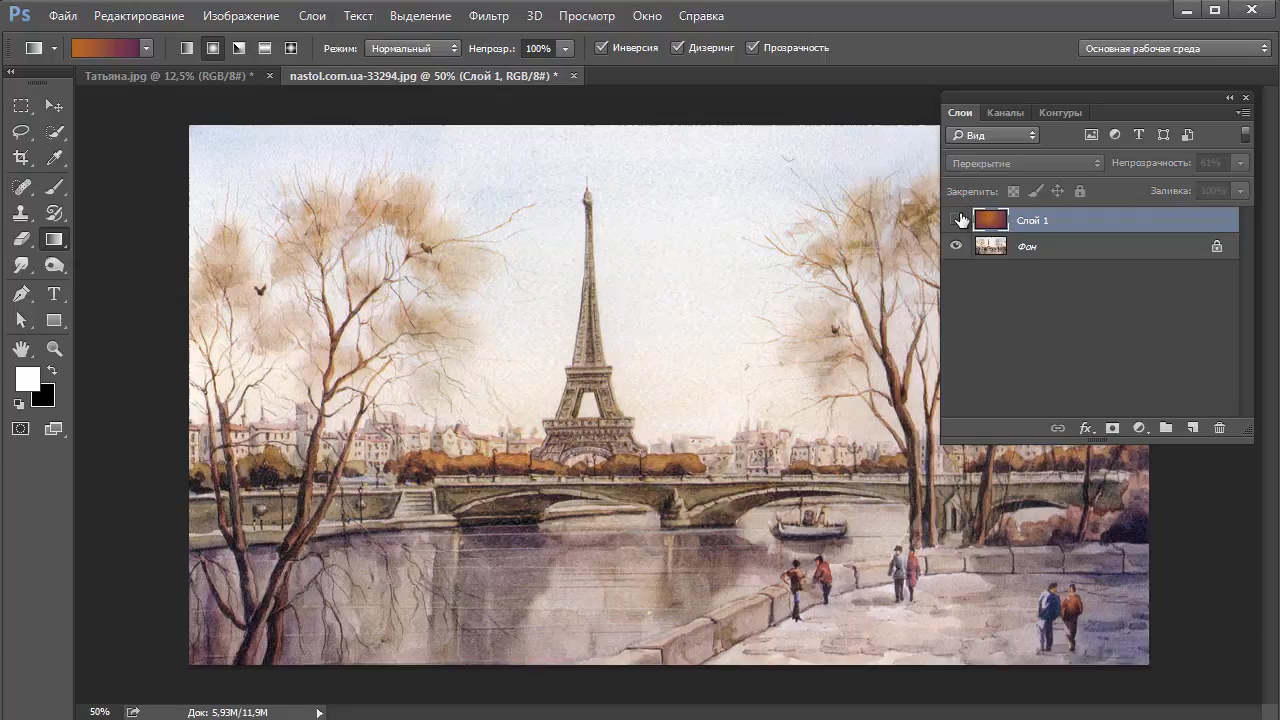 Ps Файл Редактирование Изображение Слои Текст Выделение Фильтр 3D Просмотр Окно Справка
Режим: Нормальный Непрозр.: 100% Инверсия Дизеринг Прозрачность Основная рабочая среда
Татьяна.jpg @ 12,5% (RGB/8#) * nastol.com.ua-33294.jpg @ 50% (Слой 1, RGB/8#) *
Слои Каналы Контуры
Вид
Перекрытие Непрозрачность: 61%
Закрепить: Заливка: 100%
Слой 1
Фон
50% Док: 5,93M/11,9M